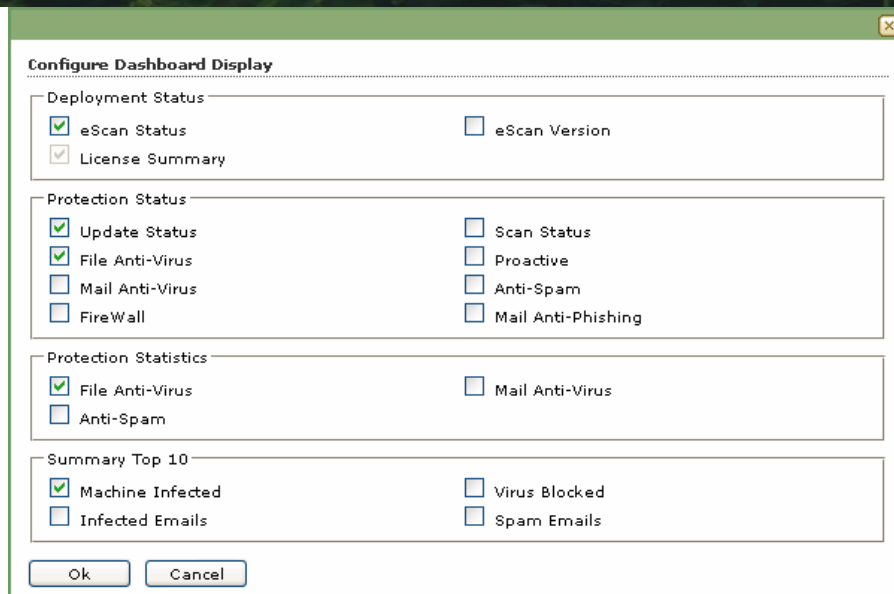 Configure Dashboard Display
Deployment Status
eScan Status
eScan Version
License Summary
Protection Status
Update Status
Scan Status
File Anti-Virus
Proactive
Mail Anti-Virus
Anti-Spam
FireWall
Mail Anti-Phishing
Protection Statistics
File Anti-Virus
Mail Anti-Virus
Anti-Spam
Summary Top 10
Machine Infected
Virus Blocked
Infected Emails
Spam Emails
Ok
Cancel